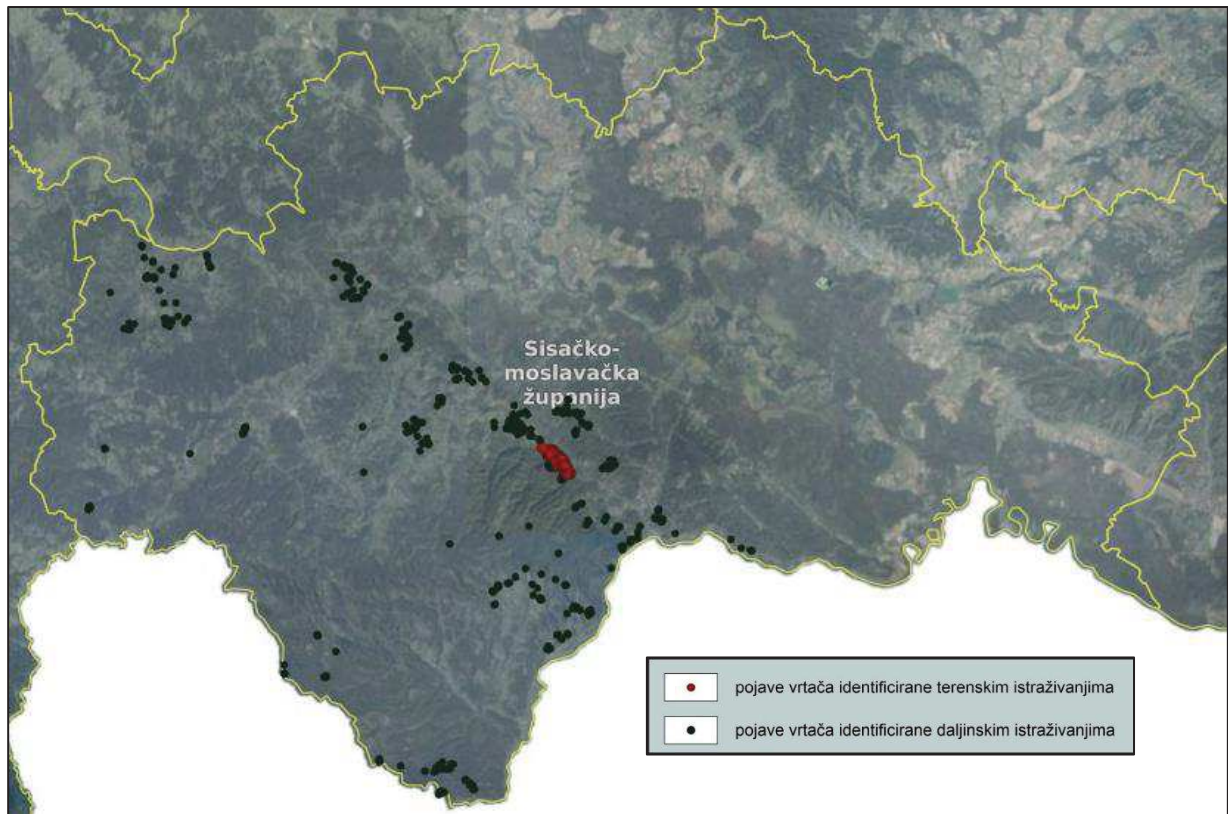 Sisačko-
moslavačka
županija
pojave vrtača identificirane terenskim istraživanjima
pojave vrtača identificirane daljinskim istraživanjima